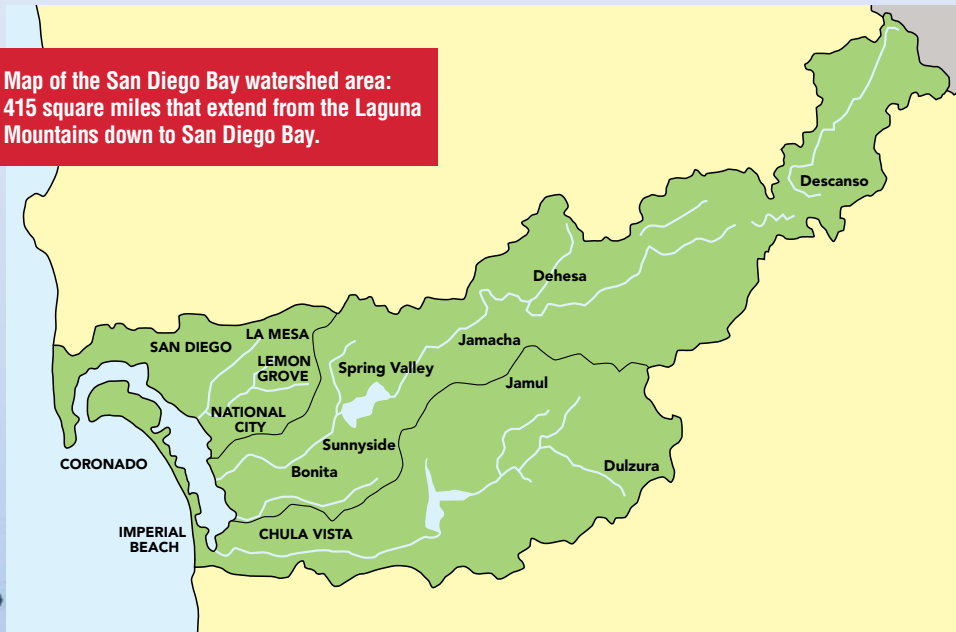 Map of the San Diego Bay watershed area:
415 square miles that extend from the Laguna
Mountains down to San Diego Bay.
Descanso
Dehesa
LA MESA
SAN DIEGO
Jamacha
LEMON
GROVE
Spring Valley
Jamul
NATIONAL
CITY
Sunnyside
CORONADO
Bonita
Dulzura
IMPERIAL
BEACH
CHULA VISTA